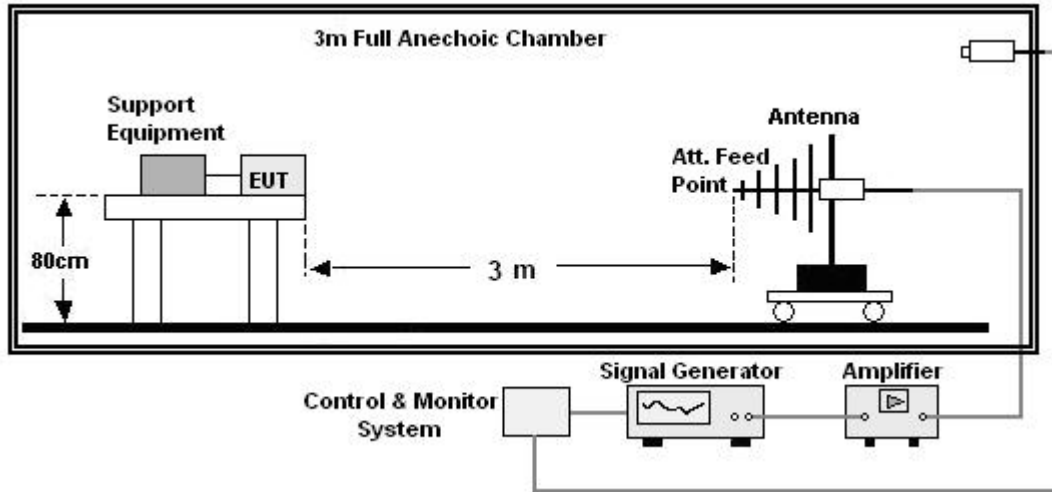 3m Full Anechoic Chamber
Support
Equipment
EUT
Antenna
Att. Feed
Point
80cm
3 m
Signal Generator
Amplifier
Control & Monitor
System